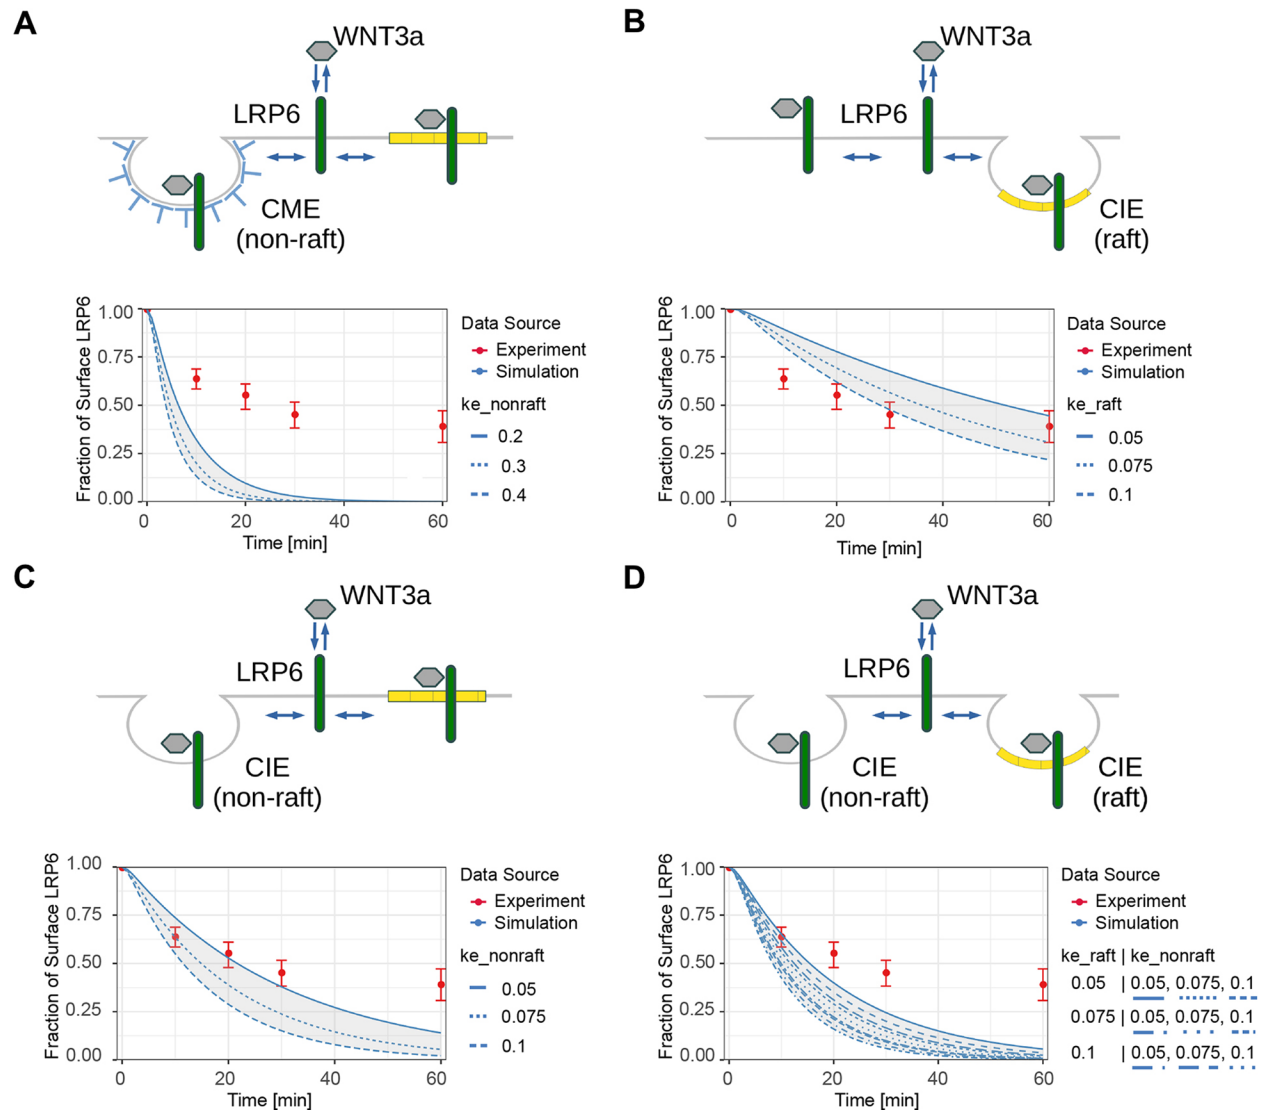 A
WNT3a
LRP6
CME
(non-raft)
Fraction of Surface LRP6
1.00
0.75
0.50
0.25
0.00
0
20
40
60
Time [min]
Data Source
Experiment
Simulation
ke_nonraft
0.2
0.3
0.4
B
WNT3a
LRP6
CIE
(raft)
Fraction of Surface LRP6
1.00
0.75
0.50
0.25
0.00
0
20
40
60
Time [min]
Data Source
Experiment
Simulation
ke_raft
0.05
0.075
0.1
C
WNT3a
LRP6
CIE
(non-raft)
Fraction of Surface LRP6
1.00
0.75
0.50
0.25
0.00
0
20
40
60
Time [min]
Data Source
Experiment
Simulation
ke_nonraft
0.05
0.075
0.1
D
WNT3a
LRP6
CIE
(non-raft)
CIE
(raft)
Fraction of Surface LRP6
1.00
0.75
0.50
0.25
0.00
0
20
40
60
Time [min]
Data Source
Experiment
Simulation
ke_raft | ke_nonraft
0.05 | 0.05, 0.075, 0.1
0.075 | 0.05, 0.075, 0.1
0.1 | 0.05, 0.075, 0.1